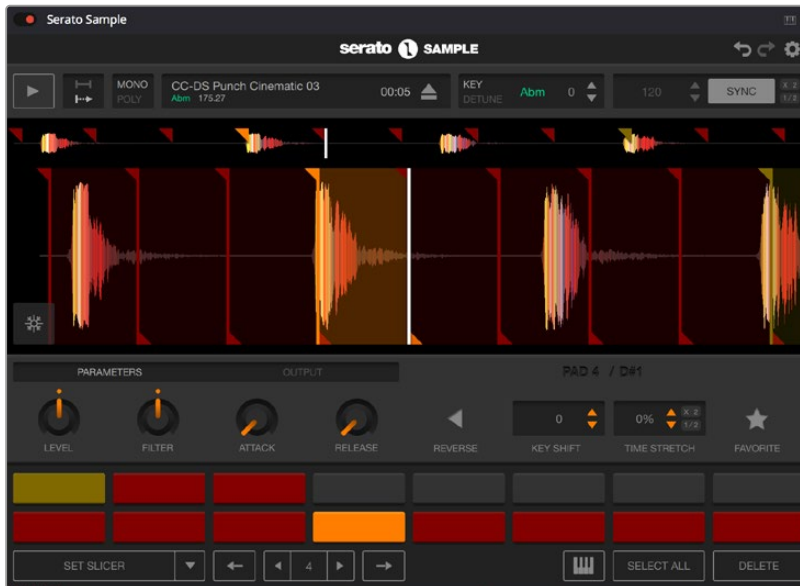 Serato Sample
serato SAMPLE
MONO
POLY
CC-DS Punch Cinematic 03
Abm 175.27
00:05
KEY
DETUNE
Abm
0
120
SYNC
X 2
1/2
PARAMETERS
OUTPUT
PAD 4 / D#1
LEVEL
FILTER
ATTACK
RELEASE
REVERSE
0
KEY SHIFT
0%
X 2
1/2
TIME STRETCH
FAVORITE
SET SLICER
4
SELECT ALL
DELETE